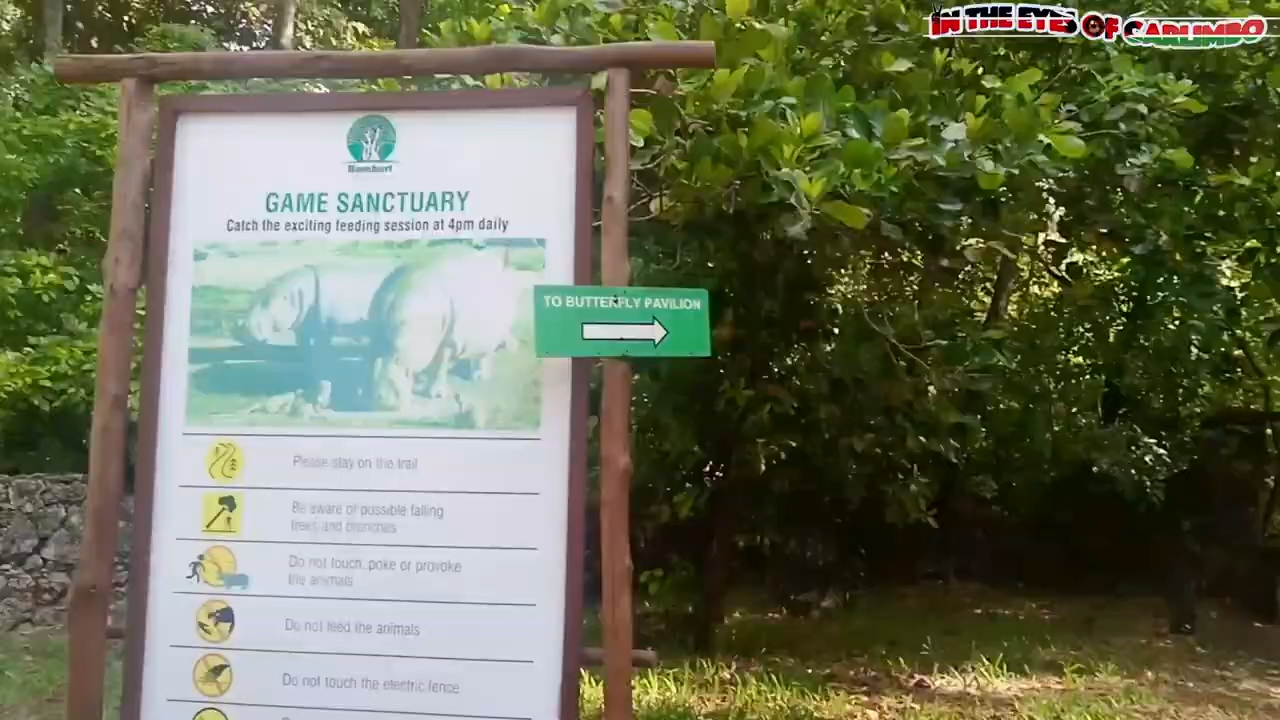 IN THE EYES OF CARLIMBO
Bamburi
GAME SANCTUARY
Catch the exciting feeding session at 4pm daily
TO BUTTERFLY PAVILION
Please stay on the trail
Be aware of possible falling
trees and branches
Do not touch, poke or provoke
the animals
Do not feed the animals
Do not touch the electric fence